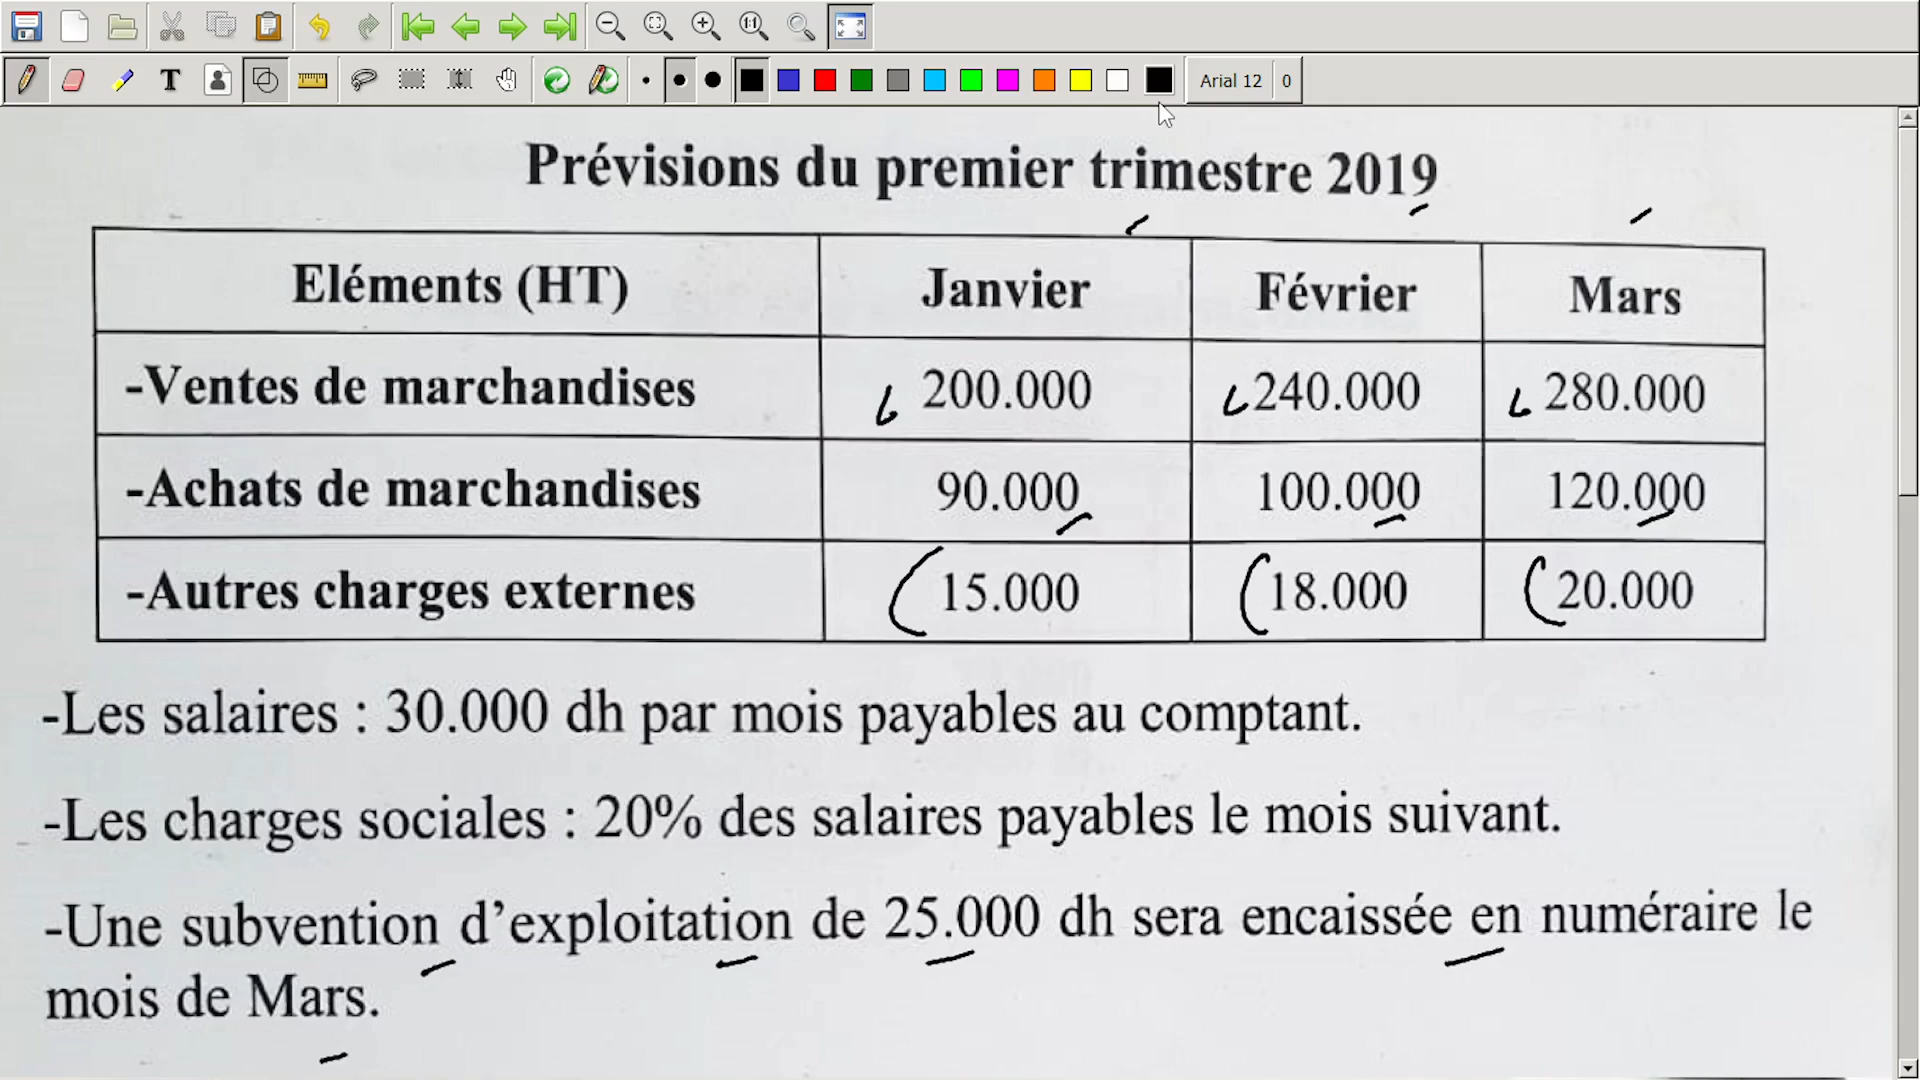 T
Arial 12 0
Prévisions du premier trimestre 2019
Eléments (HT) Janvier Février Mars
-Ventes de marchandises 200.000 240.000 280.000
-Achats de marchandises 90.000 100.000 120.000
-Autres charges externes 15.000 18.000 20.000
-Les salaires : 30.000 dh par mois payables au comptant.
-Les charges sociales : 20% des salaires payables le mois suivant.
-Une subvention d’exploitation de 25.000 dh sera encaissée en numéraire le
mois de Mars.